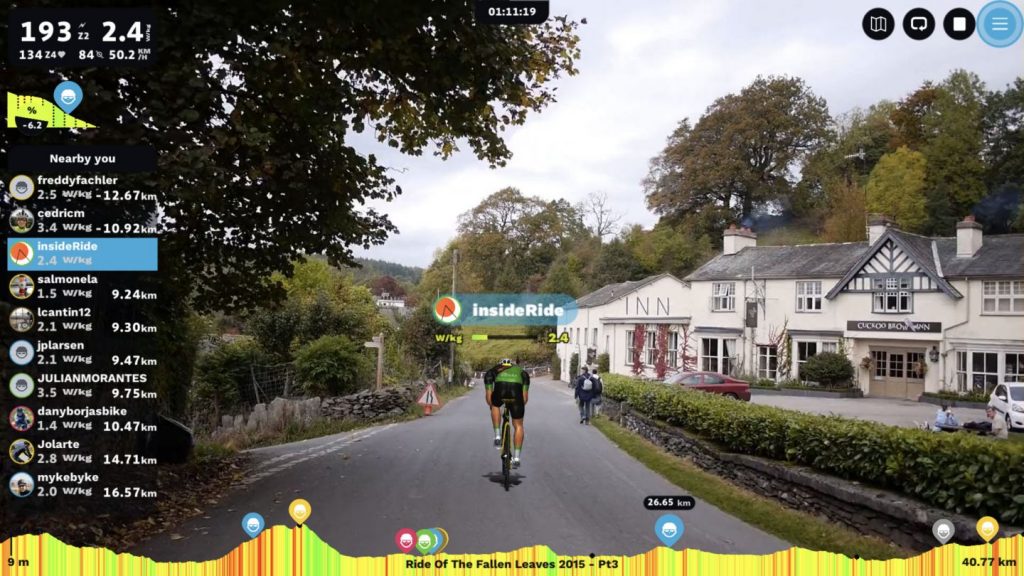 193 Z2 2.4 W/kg
134 Z4 84 50.2 KM/H
01:11:19
%
-6.2
Nearby you
freddyfachler
2.5 W/kg -12.67km
cedricm
3.4 W/kg -10.92km
insideRide
2.4 W/kg
salmonela
1.5 W/kg 9.24km
lcantin12
2.1 W/kg 9.30km
jplarsen
2.1 W/kg 9.47km
JULIANMORANTES
3.5 W/kg 9.75km
danyborjasbike
1.4 W/kg 10.47km
Jolarte
2.8 W/kg 14.71km
mykebyke
2.0 W/kg 16.57km
insideRide
W/kg 2.4
INN
CUCKOO BROW INN
26.65 km
9 m
Ride Of The Fallen Leaves 2015 - Pt3
40.77 km